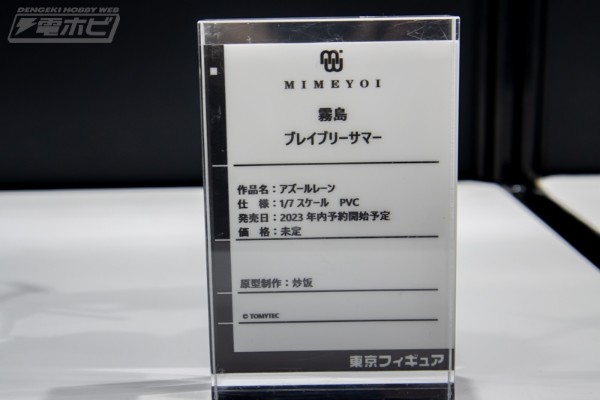 DENGEKI HOBBY WEB
電ホビ
MIMEYOI
霧島
ブレイブリーサマー
作品名：アズールレーン
仕　様：1/7 スケール　PVC
発売日：2023 年内予約開始予定
価　格：未定
原型制作：炒饭
© TOMYTEC
東京フィギュア